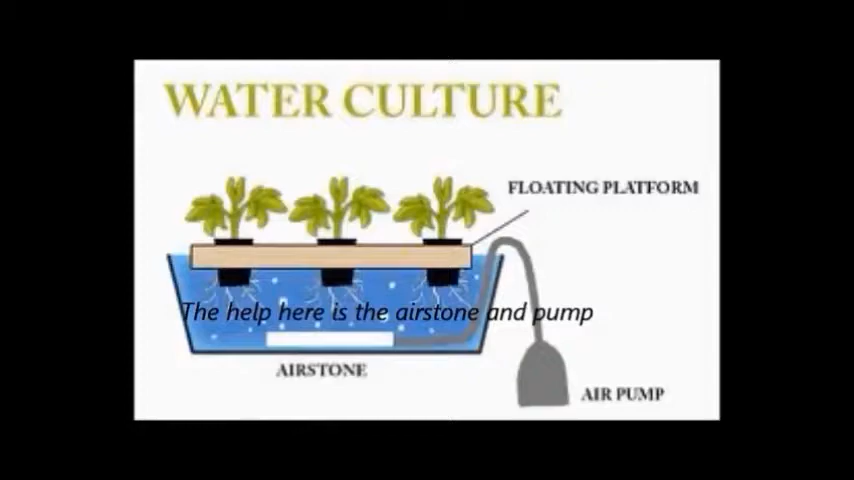 WATER CULTURE
FLOATING PLATFORM
The help here is the airstone and pump
AIRSTONE
AIR PUMP